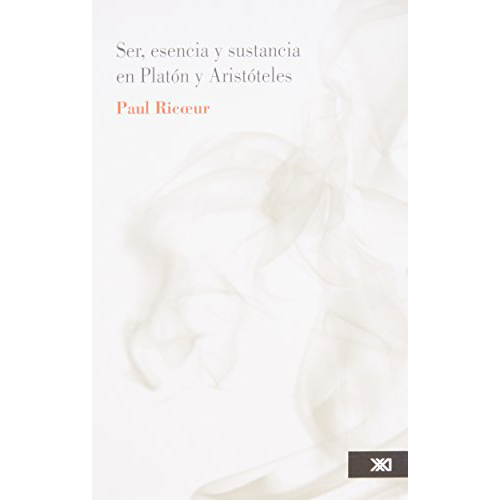 Ser, esencia y sustancia
en Platón y Aristóteles
Paul Ricœur
XXI